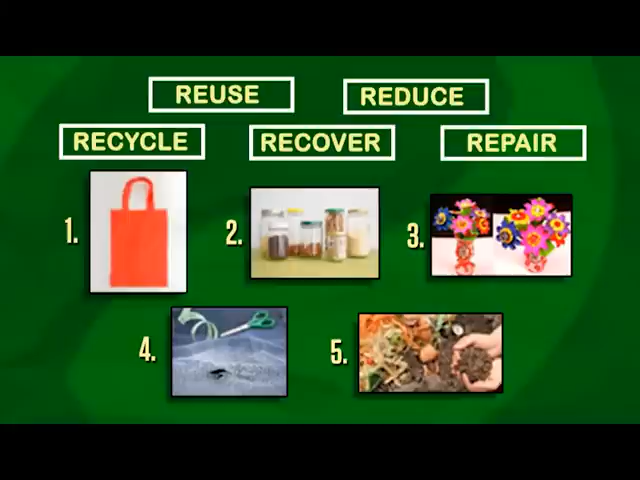 REUSE REDUCE
RECYCLE RECOVER REPAIR
1. 2. 3.
4. 5.